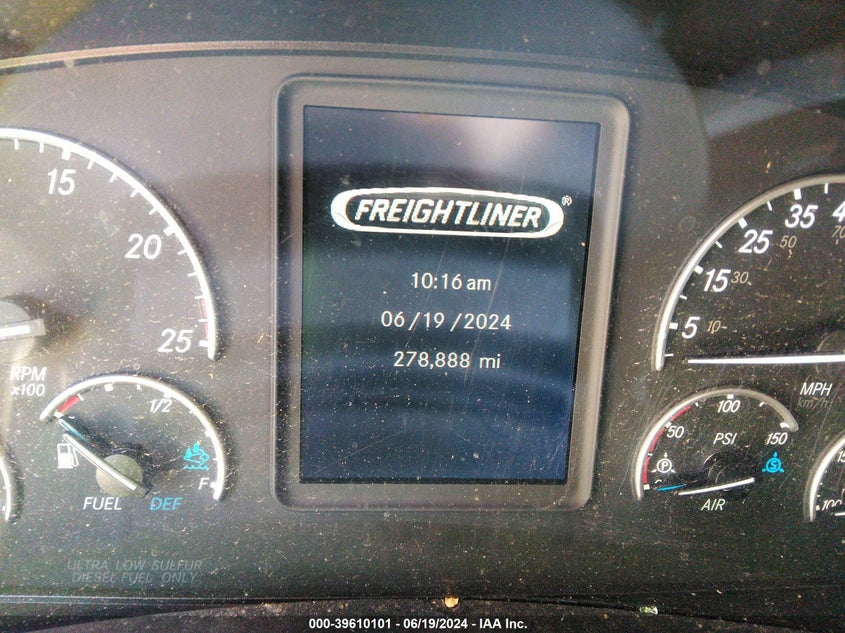 15
20
25
RPM
x100
1/2
F
FUEL DEF
ULTRA LOW SULFUR
DIESEL FUEL ONLY
FREIGHTLINER®
10:16 am
06/19/2024
278,888 mi
5
15
25
35
10
30
50
MPH
km/h
50
100
150
PSI
P
S
AIR
000-39610101 - 06/19/2024 - IAA Inc.